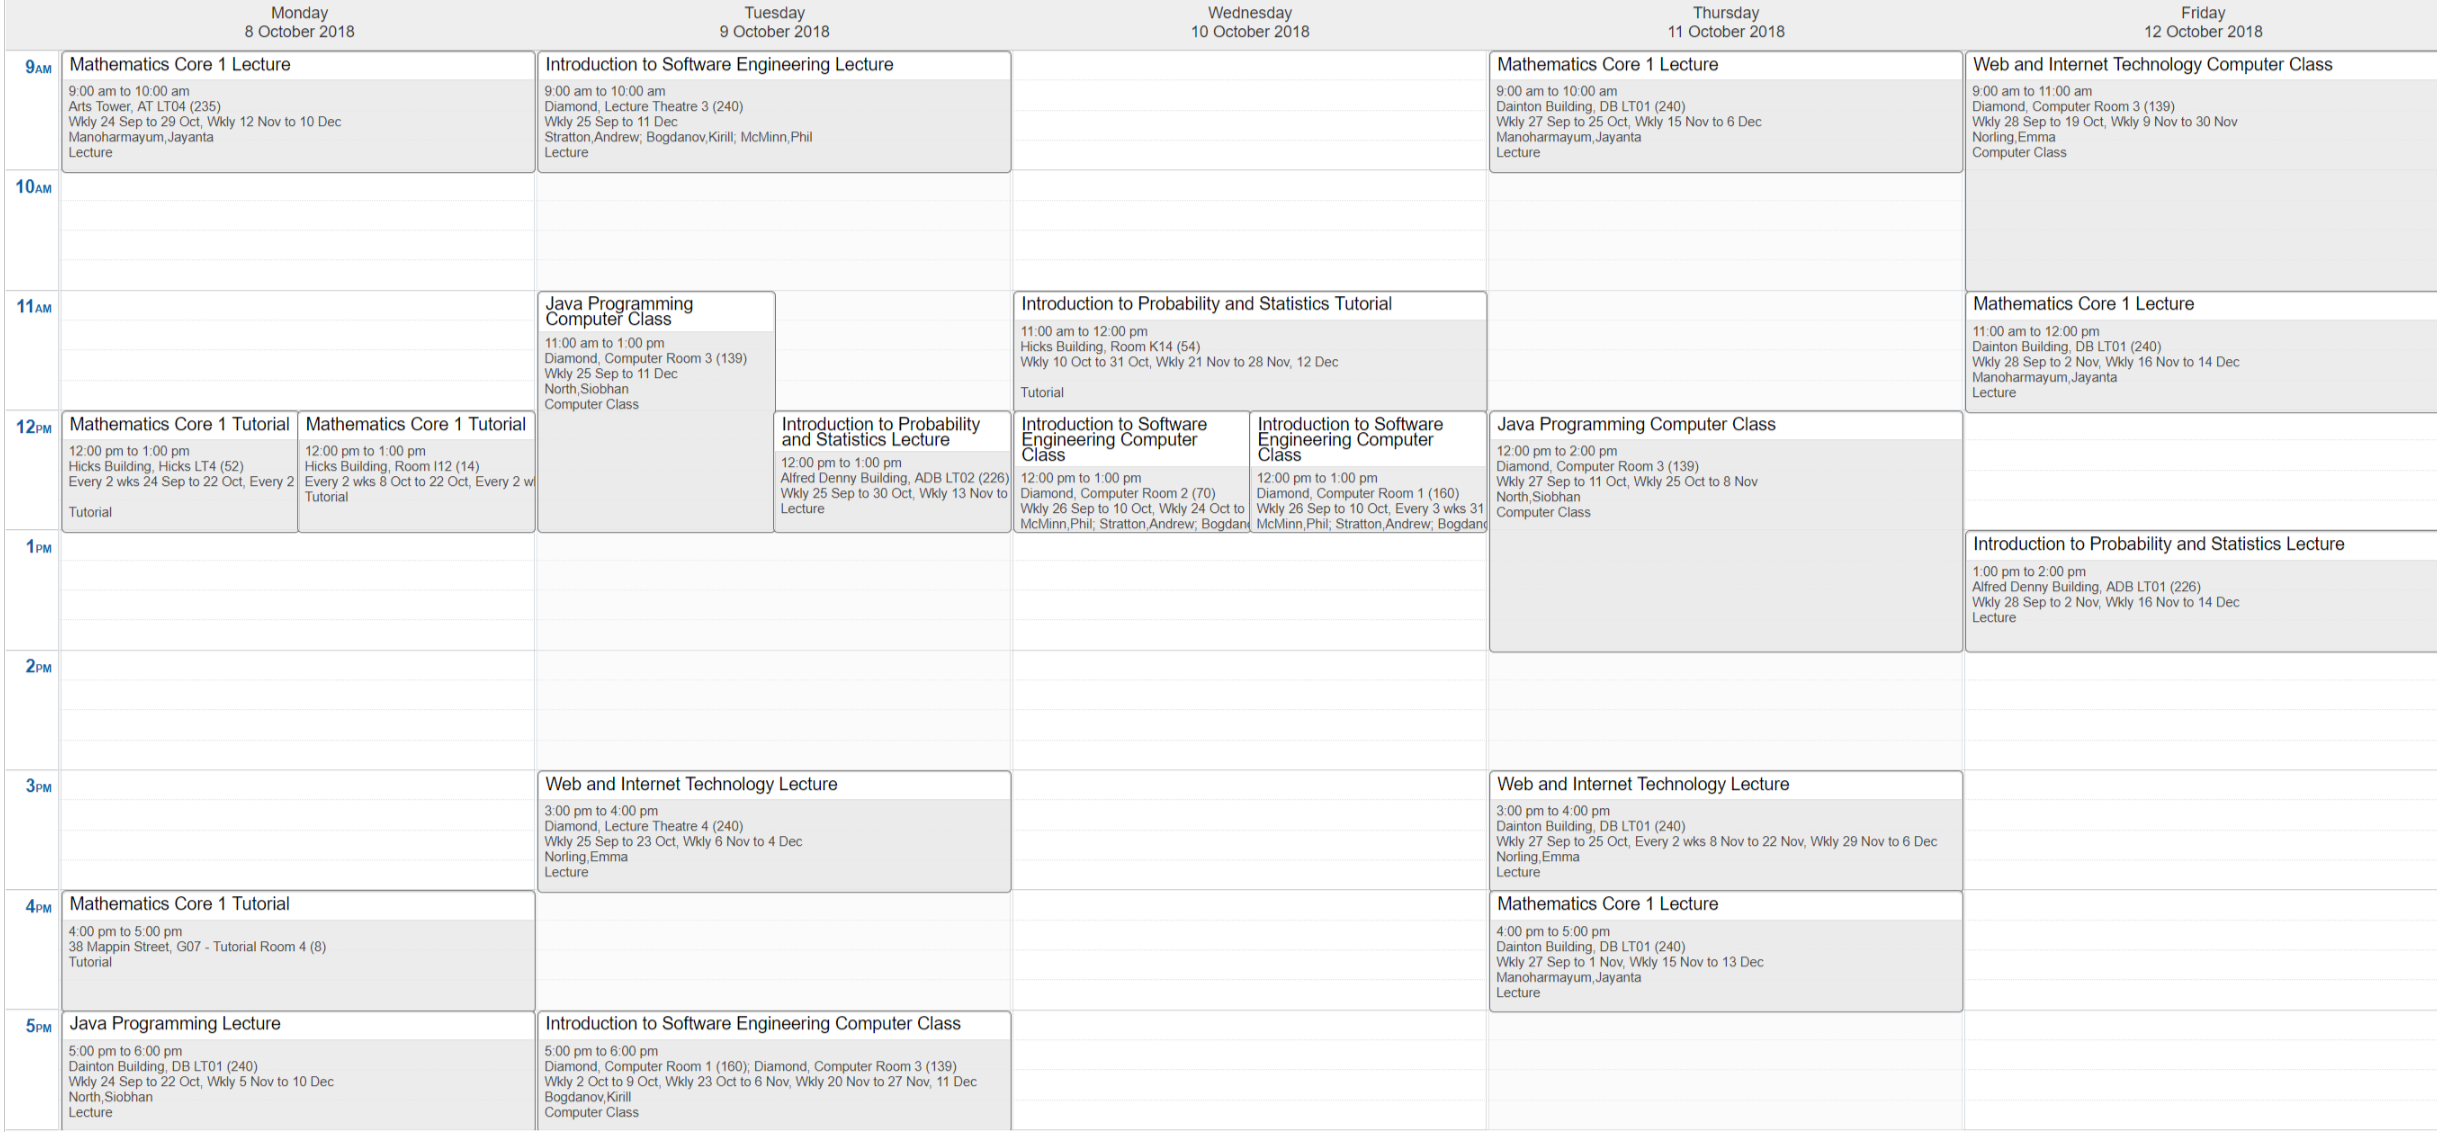 Monday
8 October 2018
Tuesday
9 October 2018
Wednesday
10 October 2018
Thursday
11 October 2018
Friday
12 October 2018
9AM
Mathematics Core 1 Lecture
9:00 am to 10:00 am
Arts Tower, AT LT04 (235)
Wkly 24 Sep to 29 Oct, Wkly 12 Nov to 10 Dec
Manoharmayum,Jayanta
Lecture
Introduction to Software Engineering Lecture
9:00 am to 10:00 am
Diamond, Lecture Theatre 3 (240)
Wkly 25 Sep to 11 Dec
Stratton,Andrew; Bogdanov,Kirill; McMinn,Phil
Lecture
Mathematics Core 1 Lecture
9:00 am to 10:00 am
Dainton Building, DB LT01 (240)
Wkly 27 Sep to 25 Oct, Wkly 15 Nov to 6 Dec
Manoharmayum,Jayanta
Lecture
Web and Internet Technology Computer Class
9:00 am to 11:00 am
Diamond, Computer Room 3 (139)
Wkly 28 Sep to 19 Oct, Wkly 9 Nov to 30 Nov
Norling,Emma
Computer Class
10AM
11AM
Java Programming
Computer Class
11:00 am to 1:00 pm
Diamond, Computer Room 3 (139)
Wkly 25 Sep to 11 Dec
North,Siobhan
Computer Class
Introduction to Probability and Statistics Tutorial
11:00 am to 12:00 pm
Hicks Building, Room K14 (54)
Wkly 10 Oct to 31 Oct, Wkly 21 Nov to 28 Nov, 12 Dec
Tutorial
Mathematics Core 1 Lecture
11:00 am to 12:00 pm
Dainton Building, DB LT01 (240)
Wkly 28 Sep to 2 Nov, Wkly 16 Nov to 14 Dec
Manoharmayum,Jayanta
Lecture
12PM
Mathematics Core 1 Tutorial
12:00 pm to 1:00 pm
Hicks Building, Hicks LT4 (52)
Every 2 wks 24 Sep to 22 Oct, Every 2
Tutorial
Mathematics Core 1 Tutorial
12:00 pm to 1:00 pm
Hicks Building, Room I12 (14)
Every 2 wks 8 Oct to 22 Oct, Every 2 w
Tutorial
Introduction to Probability
and Statistics Lecture
12:00 pm to 1:00 pm
Alfred Denny Building, ADB LT02 (226)
Wkly 25 Sep to 30 Oct, Wkly 13 Nov to
Lecture
Introduction to Software
Engineering Computer
Class
12:00 pm to 1:00 pm
Diamond, Computer Room 2 (70)
Wkly 26 Sep to 10 Oct, Wkly 24 Oct to
McMinn,Phil; Stratton,Andrew; Bogdan
Introduction to Software
Engineering Computer
Class
12:00 pm to 1:00 pm
Diamond, Computer Room 1 (160)
Wkly 26 Sep to 10 Oct, Every 3 wks 31
McMinn,Phil; Stratton,Andrew; Bogdan
Java Programming Computer Class
12:00 pm to 2:00 pm
Diamond, Computer Room 3 (139)
Wkly 27 Sep to 11 Oct, Wkly 25 Oct to 8 Nov
North,Siobhan
Computer Class
1PM
Introduction to Probability and Statistics Lecture
1:00 pm to 2:00 pm
Alfred Denny Building, ADB LT01 (226)
Wkly 28 Sep to 2 Nov, Wkly 16 Nov to 14 Dec
Lecture
2PM
3PM
Web and Internet Technology Lecture
3:00 pm to 4:00 pm
Diamond, Lecture Theatre 4 (240)
Wkly 25 Sep to 23 Oct, Wkly 6 Nov to 4 Dec
Norling,Emma
Lecture
Web and Internet Technology Lecture
3:00 pm to 4:00 pm
Dainton Building, DB LT01 (240)
Wkly 27 Sep to 25 Oct, Every 2 wks 8 Nov to 22 Nov, Wkly 29 Nov to 6 Dec
Norling,Emma
Lecture
4PM
Mathematics Core 1 Tutorial
4:00 pm to 5:00 pm
38 Mappin Street, G07 - Tutorial Room 4 (8)
Tutorial
Mathematics Core 1 Lecture
4:00 pm to 5:00 pm
Dainton Building, DB LT01 (240)
Wkly 27 Sep to 1 Nov, Wkly 15 Nov to 13 Dec
Manoharmayum,Jayanta
Lecture
5PM
Java Programming Lecture
5:00 pm to 6:00 pm
Dainton Building, DB LT01 (240)
Wkly 24 Sep to 22 Oct, Wkly 5 Nov to 10 Dec
North,Siobhan
Lecture
Introduction to Software Engineering Computer Class
5:00 pm to 6:00 pm
Diamond, Computer Room 1 (160); Diamond, Computer Room 3 (139)
Wkly 2 Oct to 9 Oct, Wkly 23 Oct to 6 Nov, Wkly 20 Nov to 27 Nov, 11 Dec
Bogdanov,Kirill
Computer Class